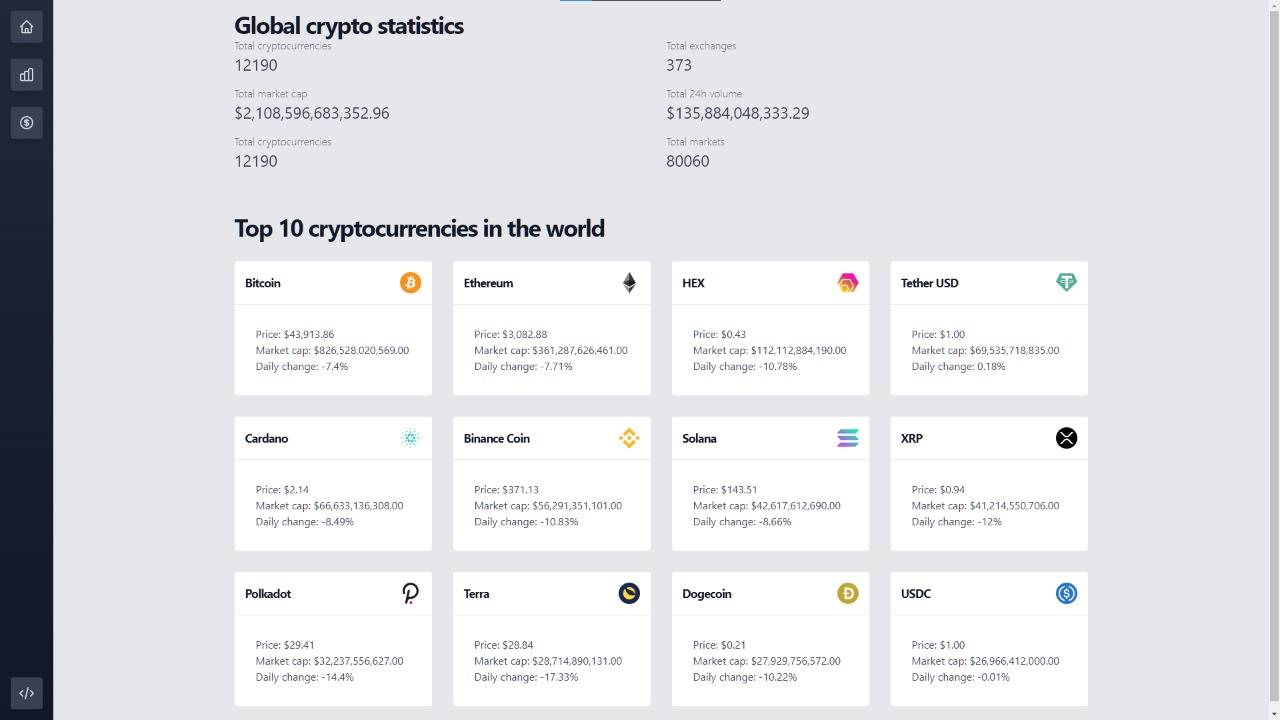 Global crypto statistics
Total cryptocurrencies
12190
Total exchanges
373
Total market cap
$2,108,596,683,352.96
Total 24h volume
$135,884,048,333.29
Total cryptocurrencies
12190
Total markets
80060
Top 10 cryptocurrencies in the world
Bitcoin
Price: $43,913.86
Market cap: $826,528,020,569.00
Daily change: -7.4%
Ethereum
Price: $3,082.88
Market cap: $361,287,626,461.00
Daily change: -7.71%
HEX
Price: $0.43
Market cap: $112,112,884,190.00
Daily change: -10.78%
Tether USD
Price: $1.00
Market cap: $69,535,718,835.00
Daily change: 0.18%
Cardano
Price: $2.14
Market cap: $66,633,136,308.00
Daily change: -8.49%
Binance Coin
Price: $371.13
Market cap: $56,291,351,101.00
Daily change: -10.83%
Solana
Price: $143.51
Market cap: $42,617,612,690.00
Daily change: -8.66%
XRP
Price: $0.94
Market cap: $41,214,550,706.00
Daily change: -12%
Polkadot
Price: $29.41
Market cap: $32,237,556,627.00
Daily change: -14.4%
Terra
Price: $28.84
Market cap: $28,714,890,131.00
Daily change: -17.33%
Dogecoin
Price: $0.21
Market cap: $27,929,756,572.00
Daily change: -10.22%
USDC
Price: $1.00
Market cap: $26,966,412,000.00
Daily change: -0.01%